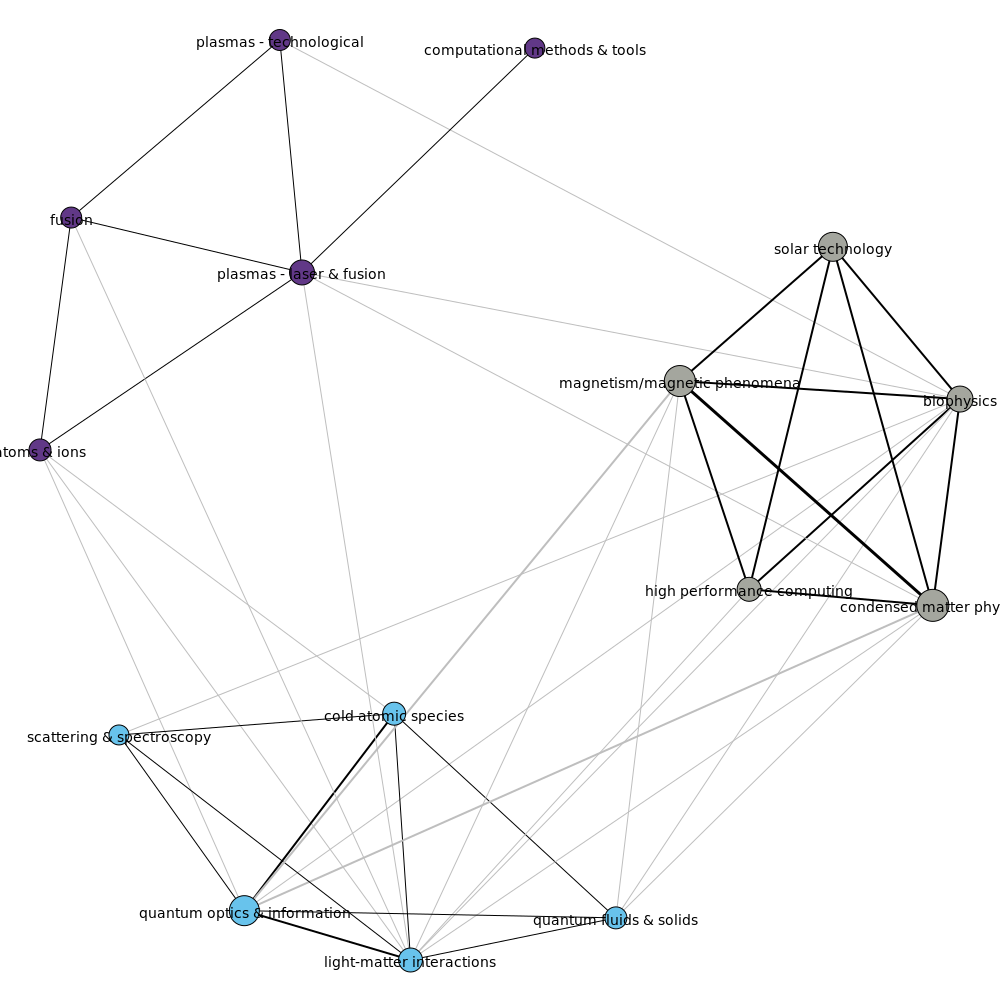 plasmas - technological
computational methods & tools
fusion
solar technology
plasmas - laser & fusion
magnetism/magnetic phenomena
biophysics
atoms & ions
high performance computing
condensed matter phy
cold atomic species
scattering & spectroscopy
quantum optics & information
quantum fluids & solids
light-matter interactions